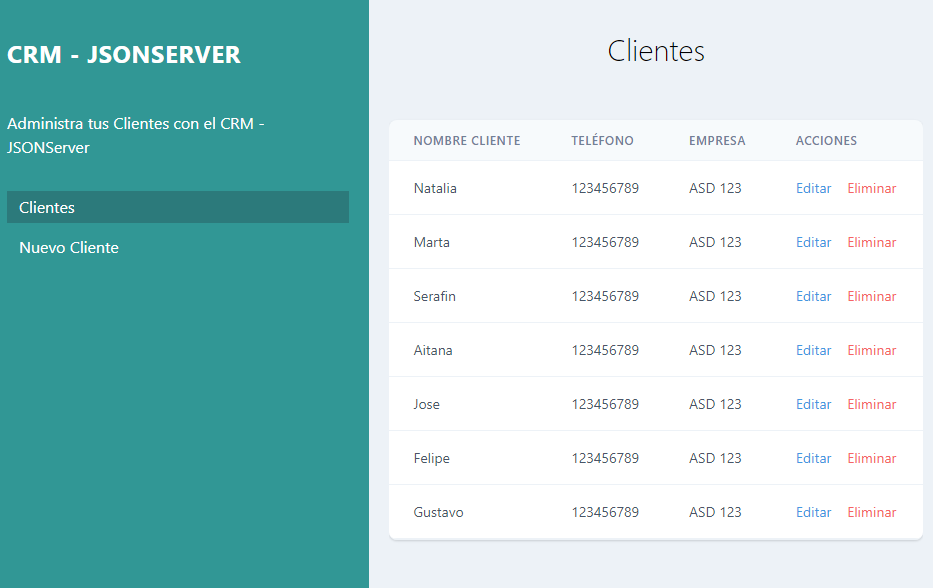 CRM - JSONSERVER
Administra tus Clientes con el CRM -
JSONServer
Clientes
Nuevo Cliente
Clientes
NOMBRE CLIENTE TELÉFONO EMPRESA ACCIONES
Natalia 123456789 ASD 123 Editar Eliminar
Marta 123456789 ASD 123 Editar Eliminar
Serafin 123456789 ASD 123 Editar Eliminar
Aitana 123456789 ASD 123 Editar Eliminar
Jose 123456789 ASD 123 Editar Eliminar
Felipe 123456789 ASD 123 Editar Eliminar
Gustavo 123456789 ASD 123 Editar Eliminar